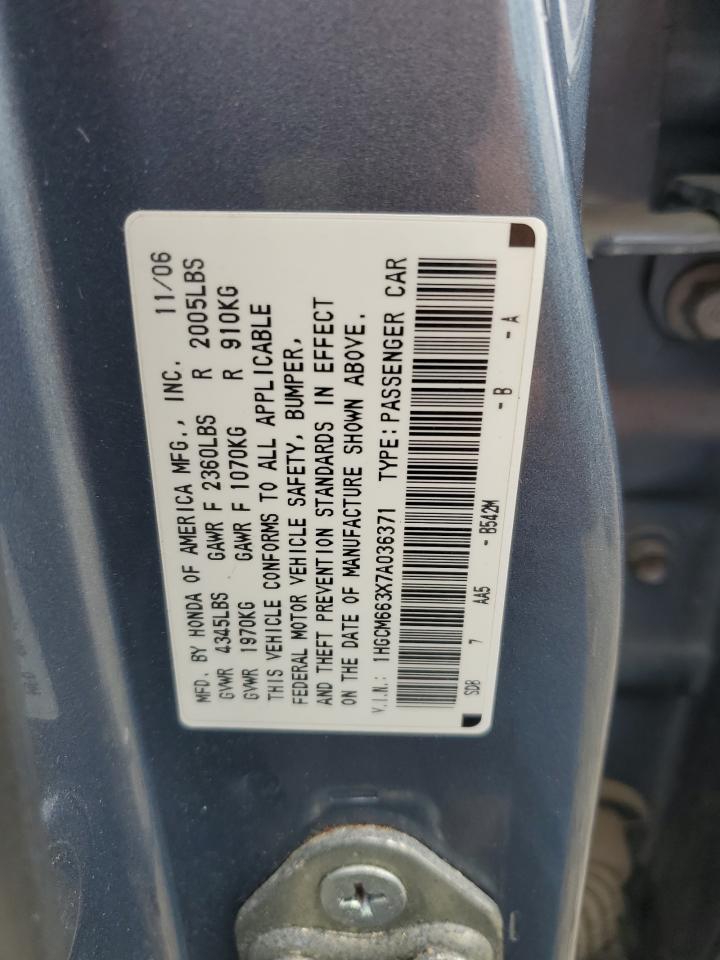 MFD. BY HONDA OF AMERICA MFG., INC. 11/06
GVWR 4345LBS GAWR F 2360LBS R 2005LBS
GVWR 1970KG GAWR F 1070KG R 910KG
THIS VEHICLE CONFORMS TO ALL APPLICABLE
FEDERAL MOTOR VEHICLE SAFETY, BUMPER,
AND THEFT PREVENTION STANDARDS IN EFFECT
ON THE DATE OF MANUFACTURE SHOWN ABOVE.
V.I.N.: 1HGCM663X7A036371 TYPE: PASSENGER CAR
SDB 7 AA5 - B542M - B - A